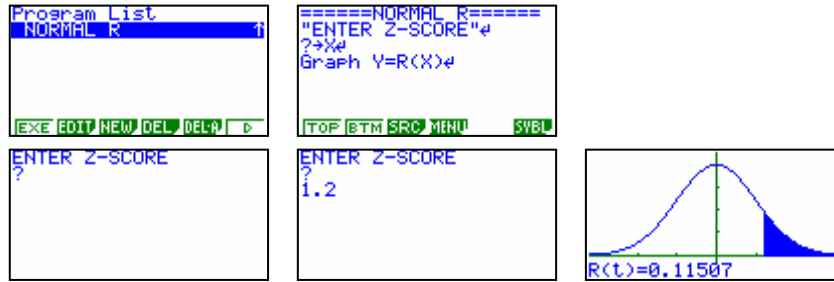 Program List
NORMAL R ↑
EXE EDIT NEW DEL DEL·A ▷
======NORMAL R======
"ENTER Z-SCORE"↵
?→X↵
Graph Y=R(X)↵
TOP BTM SRC MENU SYBL
ENTER Z-SCORE
?
ENTER Z-SCORE
?
1.2
R(t)=0.11507